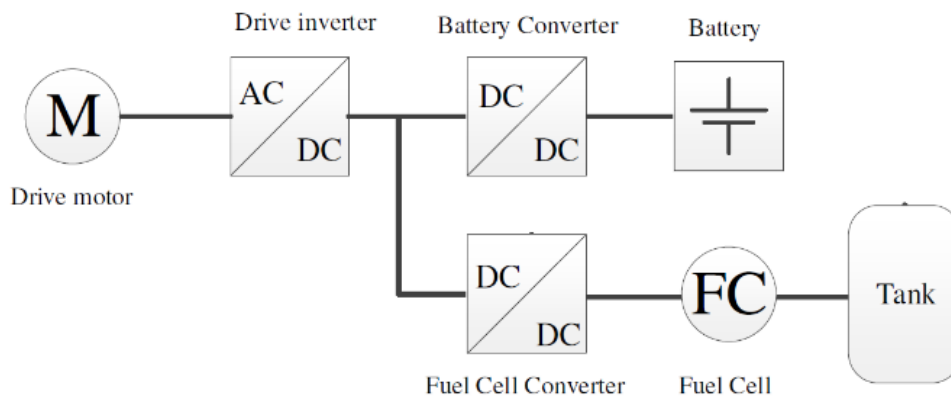 Drive inverter
Battery Converter
Battery
M
AC
DC
DC
DC
Drive motor
DC
DC
FC
Tank
Fuel Cell Converter
Fuel Cell